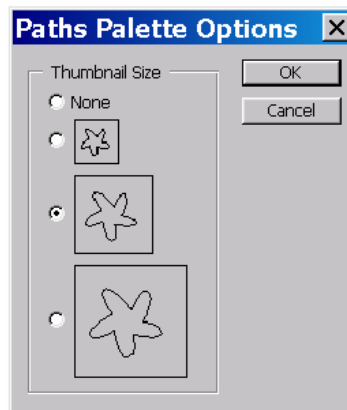 Paths Palette Options
Thumbnail Size
OK
None
Cancel